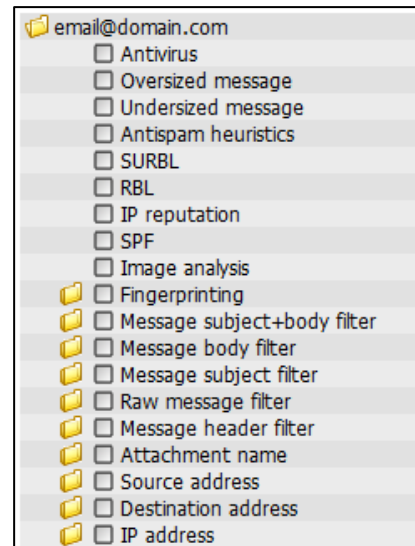 email@domain.com
Antivirus
Oversized message
Undersized message
Antispam heuristics
SURBL
RBL
IP reputation
SPF
Image analysis
Fingerprinting
Message subject+body filter
Message body filter
Message subject filter
Raw message filter
Message header filter
Attachment name
Source address
Destination address
IP address